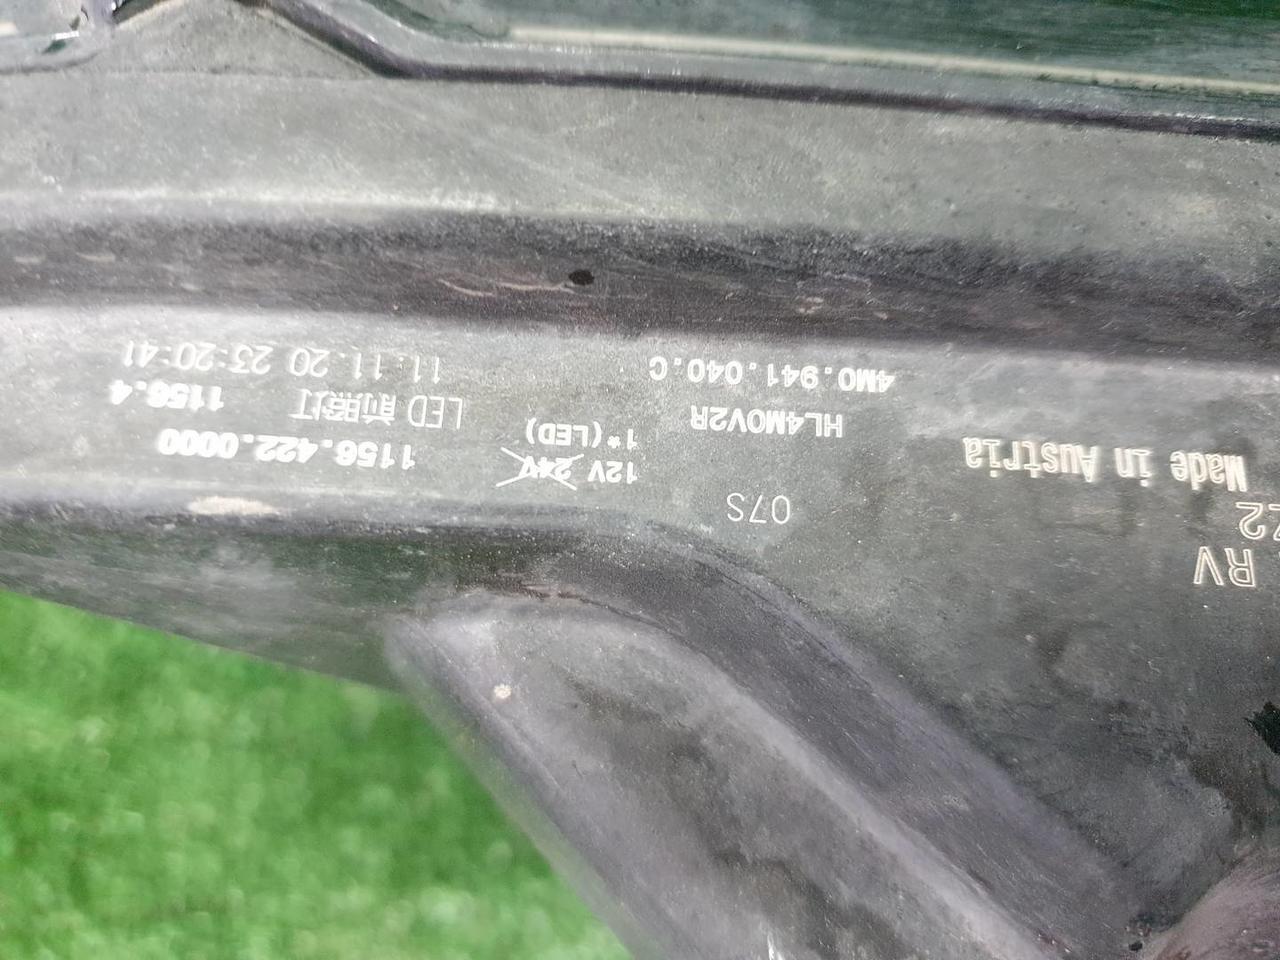 RV
Made in Austria
07S
HL4MOV2R
4M0.941.040.C
12V 24V
1*(LED)
1156.422.0000
LED 前照灯 1156.4
11.11.20 23:20:41